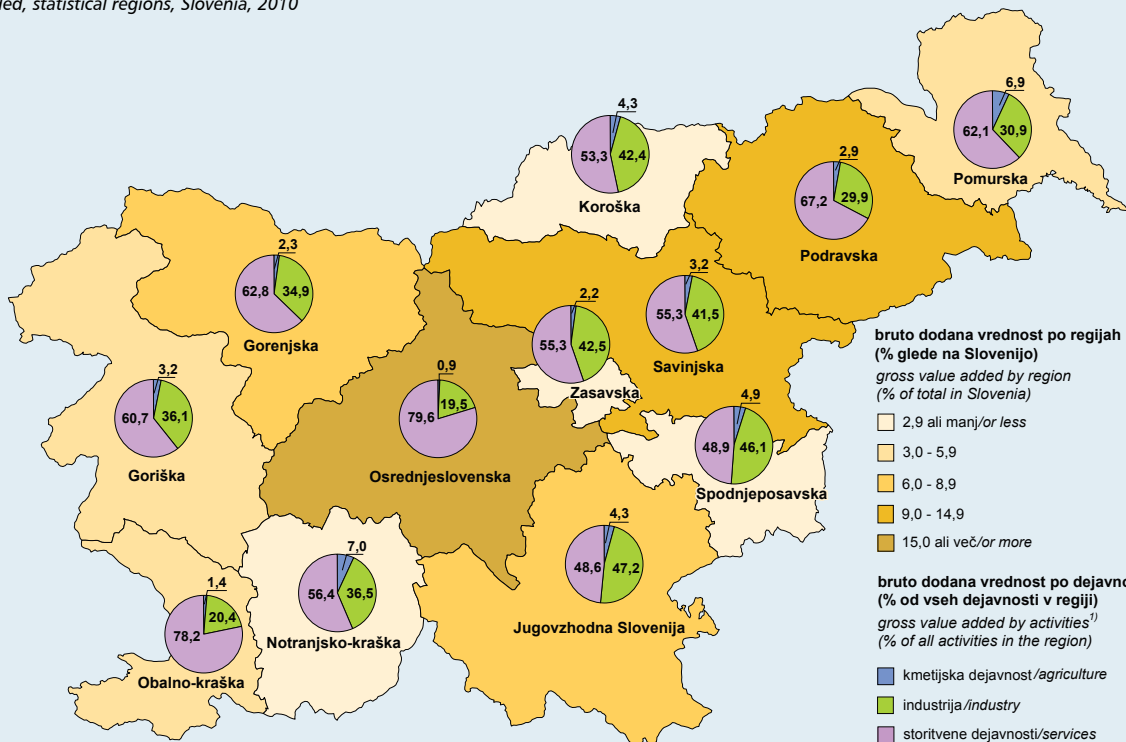 ed, statistical regions, Slovenia, 2010
6,9
62,1 30,9
Pomurska
4,3
53,3 42,4
Koroška
2,9
67,2 29,9
Podravska
2,3
62,8 34,9
Gorenjska
3,2
55,3 41,5
Savinjska
2,2
55,3 42,5
Zasavska
3,2
60,7 36,1
Goriška
0,9
79,6 19,5
Osrednjeslovenska
4,9
48,9 46,1
Spodnjeposavska
4,3
48,6 47,2
Jugovzhodna Slovenija
7,0
56,4 36,5
Notranjsko-kraška
1,4
78,2 20,4
Obalno-kraška
bruto dodana vrednost po regijah
(% glede na Slovenijo)
gross value added by region
(% of total in Slovenia)
2,9 ali manj/or less
3,0 - 5,9
6,0 - 8,9
9,0 - 14,9
15,0 ali več/or more
bruto dodana vrednost po dejavno
(% od vseh dejavnosti v regiji)
gross value added by activities1)
(% of all activities in the region)
kmetijska dejavnost/agriculture
industrija/industry
storitvene dejavnosti/services